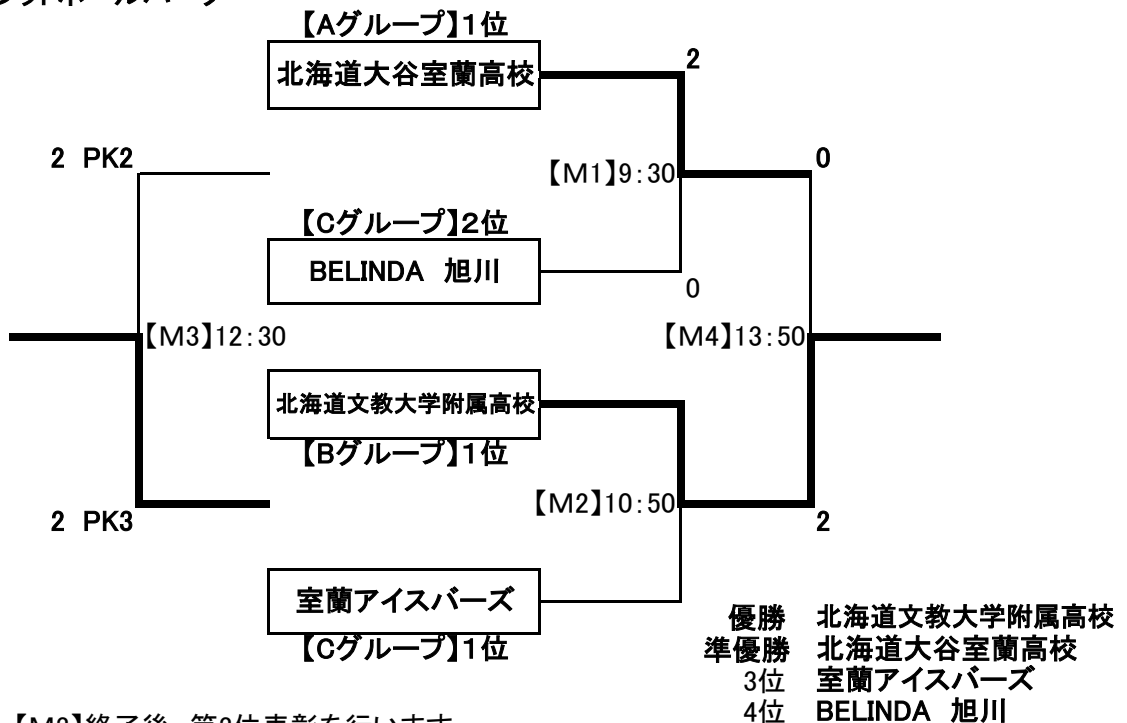 【Aグループ】1位
北海道大谷室蘭高校
2
2 PK2
【M1】9:30
0
【Cグループ】2位
BELINDA 旭川
0
【M3】12:30
【M4】13:50
北海道文教大学附属高校
【Bグループ】1位
【M2】10:50
2 PK3
2
室蘭アイスバーズ
【Cグループ】1位
優勝 北海道文教大学附属高校
準優勝 北海道大谷室蘭高校
3位 室蘭アイスバーズ
4位 BELINDA 旭川